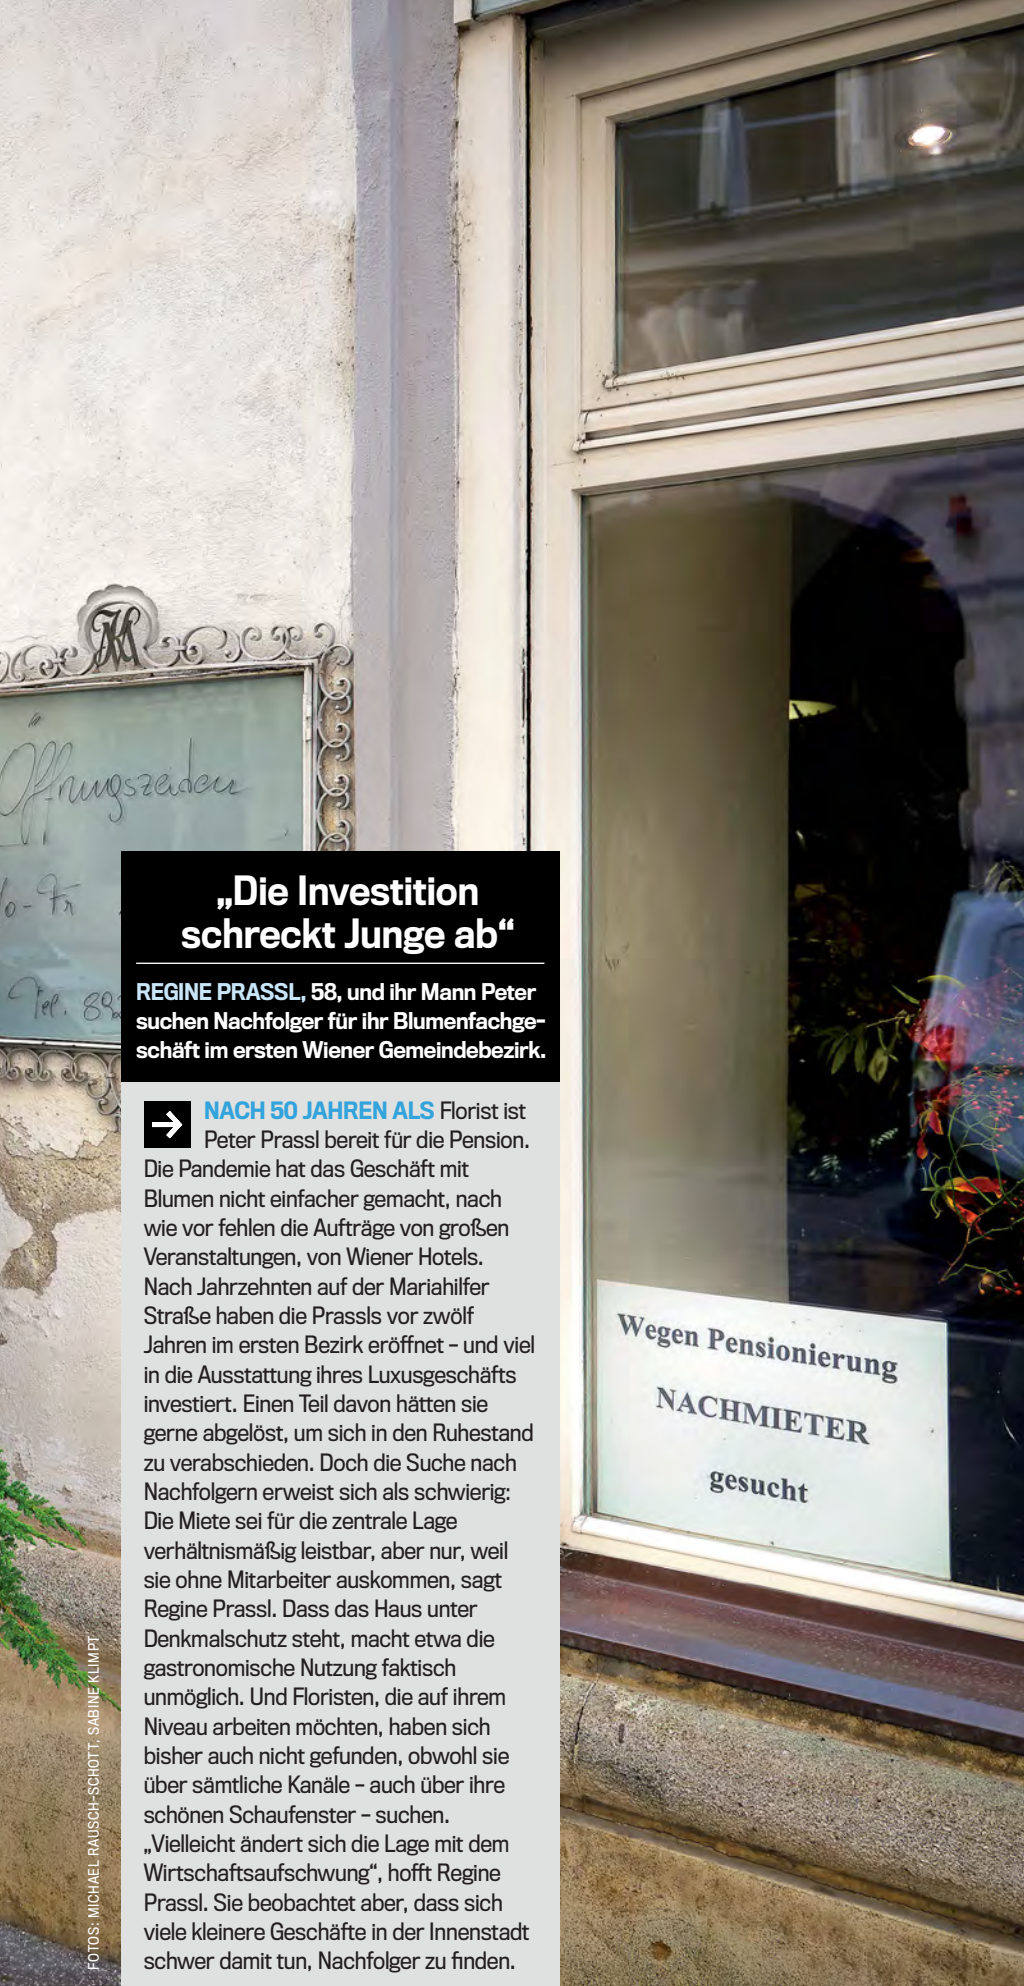 Öffnungszeiten
Mo-Fr
Tel. 892
„Die Investition
schreckt Junge ab“
REGINE PRASSL, 58, und ihr Mann Peter
suchen Nachfolger für ihr Blumenfachge-
schäft im ersten Wiener Gemeindebezirk.
NACH 50 JAHREN ALS Florist ist
Peter Prassl bereit für die Pension.
Die Pandemie hat das Geschäft mit
Blumen nicht einfacher gemacht, nach
wie vor fehlen die Aufträge von großen
Veranstaltungen, von Wiener Hotels.
Nach Jahrzehnten auf der Mariahilfer
Straße haben die Prassls vor zwölf
Jahren im ersten Bezirk eröffnet – und viel
in die Ausstattung ihres Luxusgeschäfts
investiert. Einen Teil davon hätten sie
gerne abgelöst, um sich in den Ruhestand
zu verabschieden. Doch die Suche nach
Nachfolgern erweist sich als schwierig:
Die Miete sei für die zentrale Lage
verhältnismäßig leistbar, aber nur, weil
sie ohne Mitarbeiter auskommen, sagt
Regine Prassl. Dass das Haus unter
Denkmalschutz steht, macht etwa die
gastronomische Nutzung faktisch
unmöglich. Und Floristen, die auf ihrem
Niveau arbeiten möchten, haben sich
bisher auch nicht gefunden, obwohl sie
über sämtliche Kanäle – auch über ihre
schönen Schaufenster – suchen.
„Vielleicht ändert sich die Lage mit dem
Wirtschaftsaufschwung“, hofft Regine
Prassl. Sie beobachtet aber, dass sich
viele kleinere Geschäfte in der Innenstadt
schwer damit tun, Nachfolger zu finden.
Wegen Pensionierung
NACHMIETER
gesucht
FOTOS: MICHAEL RAUSCH-SCHOTT, SABINE KLIMPT